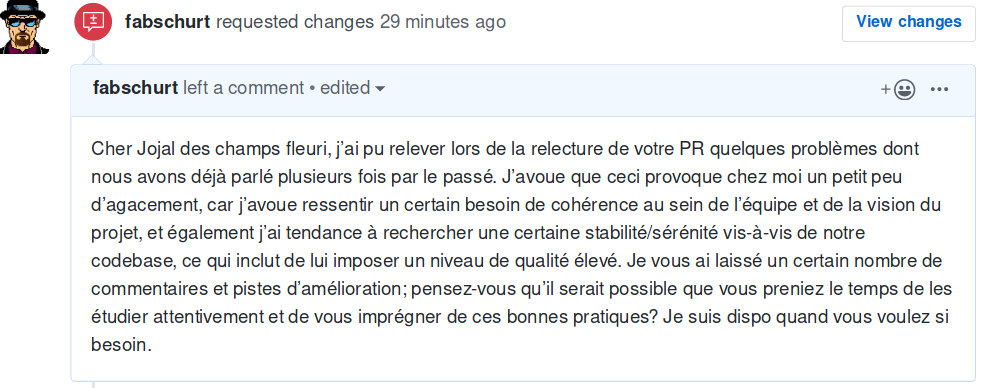 fabschurt requested changes 29 minutes ago
View changes
fabschurt left a comment • edited
Cher Jojal des champs fleuri, j’ai pu relever lors de la relecture de votre PR quelques problèmes dont
nous avons déjà parlé plusieurs fois par le passé. J’avoue que ceci provoque chez moi un petit peu
d’agacement, car j’avoue ressentir un certain besoin de cohérence au sein de l’équipe et de la vision du
projet, et également j’ai tendance à rechercher une certaine stabilité/sérénité vis-à-vis de notre
codebase, ce qui inclut de lui imposer un niveau de qualité élevé. Je vous ai laissé un certain nombre de
commentaires et pistes d’amélioration; pensez-vous qu’il serait possible que vous preniez le temps de les
étudier attentivement et de vous imprégner de ces bonnes pratiques? Je suis dispo quand vous voulez si
besoin.